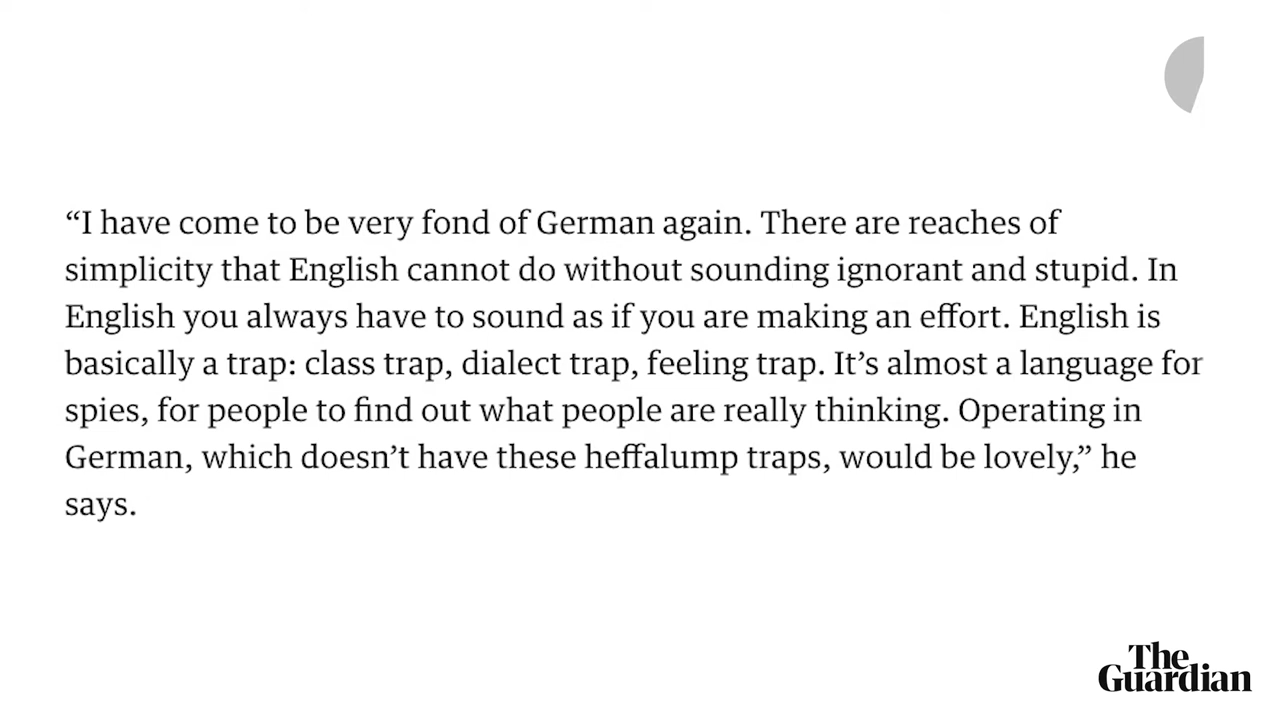 “I have come to be very fond of German again. There are reaches of
simplicity that English cannot do without sounding ignorant and stupid. In
English you always have to sound as if you are making an effort. English is
basically a trap: class trap, dialect trap, feeling trap. It’s almost a language for
spies, for people to find out what people are really thinking. Operating in
German, which doesn’t have these heffalump traps, would be lovely,” he
says.
The
Guardian